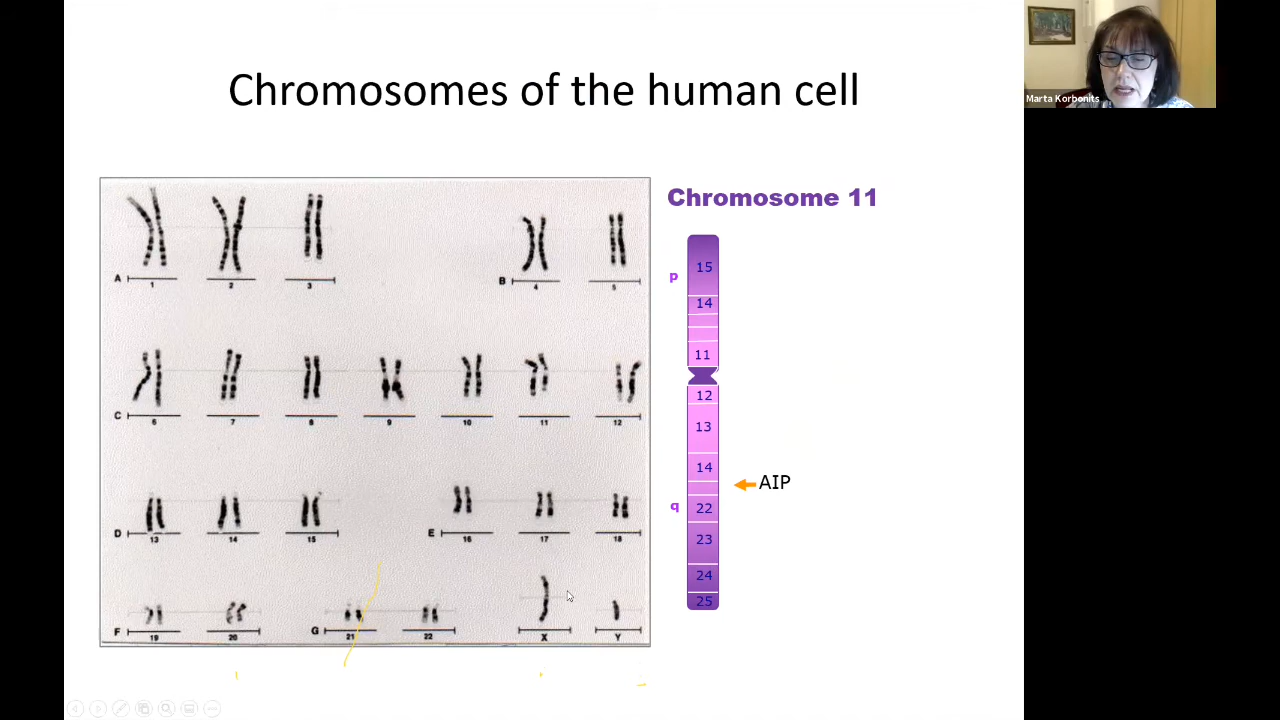 Chromosomes of the human cell
Marta Korbonits
Chromosome 11
A 1 2 3 B 4 5
C 6 7 8 9 10 11 12
D 13 14 15 E 16 17 18
F 19 20 G 21 22 X Y
p
15
14
11
12
13
14
AIP
q
22
23
24
25